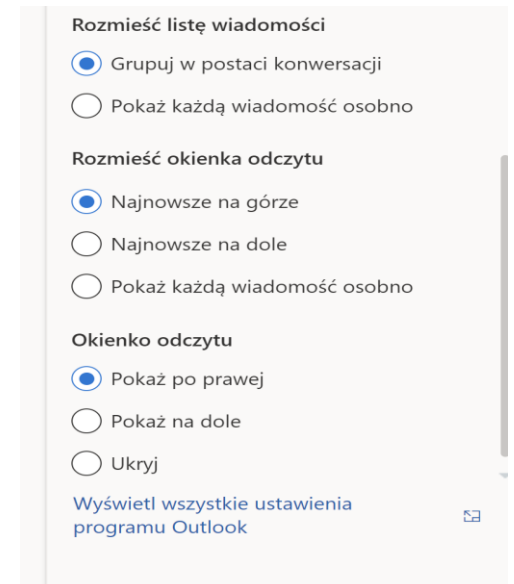 Rozmieść listę wiadomości
Grupuj w postaci konwersacji
Pokaż każdą wiadomość osobno
Rozmieść okienka odczytu
Najnowsze na górze
Najnowsze na dole
Pokaż każdą wiadomość osobno
Okienko odczytu
Pokaż po prawej
Pokaż na dole
Ukryj
Wyświetl wszystkie ustawienia
programu Outlook